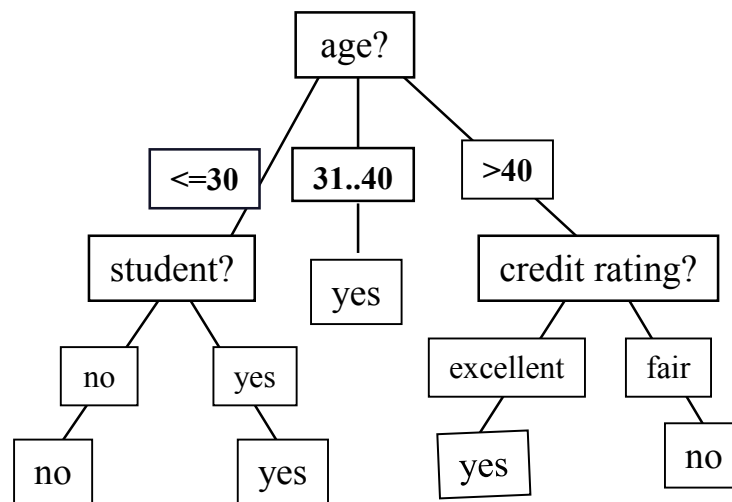 age?
<=30
31..40
>40
student?
yes
credit rating?
no
yes
excellent
fair
no
yes
yes
no